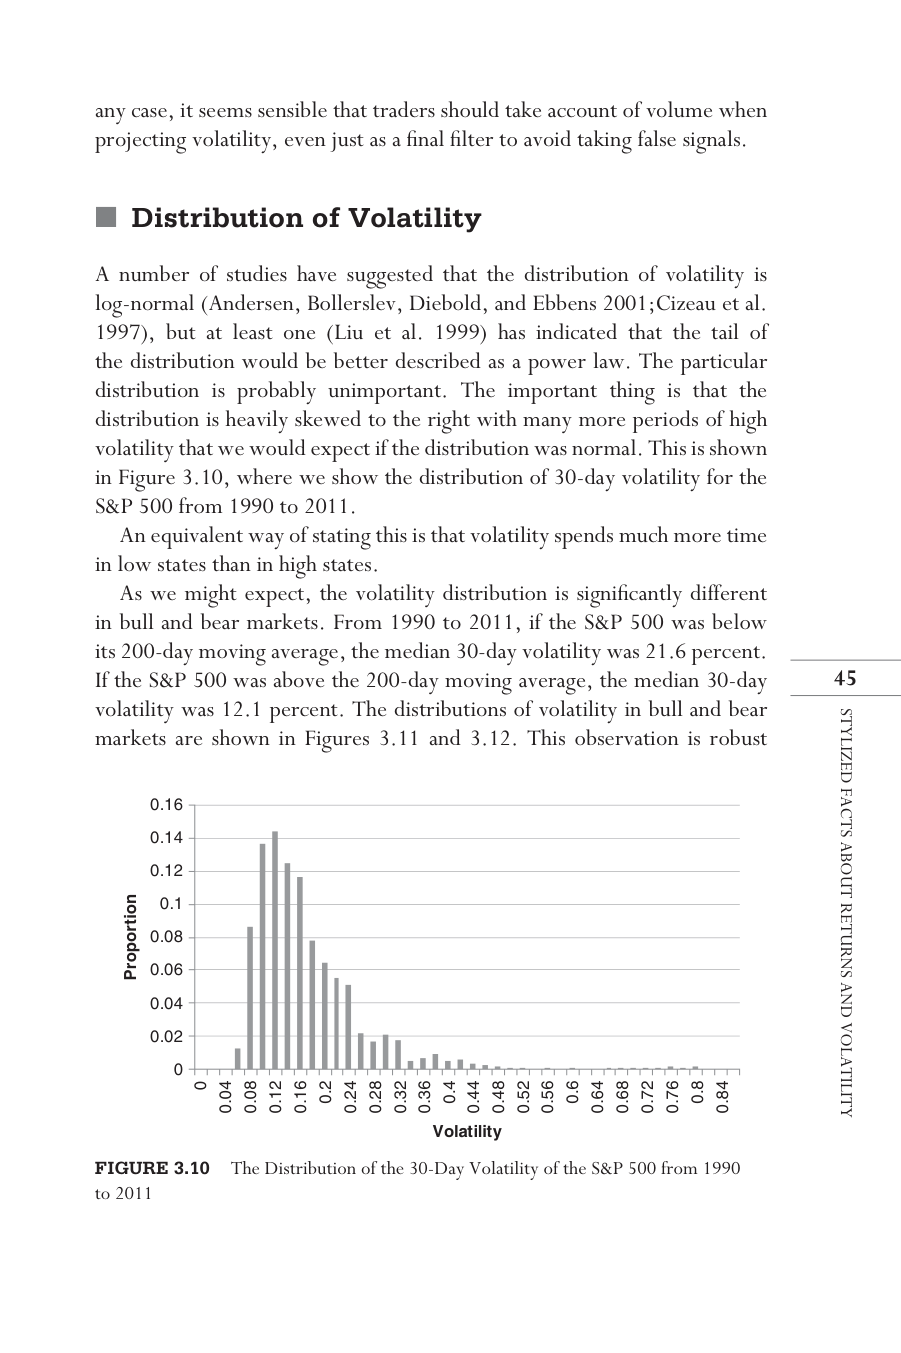 any case, it seems sensible that traders should take account of volume when
projecting volatility, even just as a final filter to avoid taking false signals.
Distribution of Volatility
A number of studies have suggested that the distribution of volatility is
log-normal (Andersen, Bollerslev, Diebold, and Ebbens 2001;Cizeau et al.
1997), but at least one (Liu et al. 1999) has indicated that the tail of
the distribution would be better described as a power law. The particular
distribution is probably unimportant. The important thing is that the
distribution is heavily skewed to the right with many more periods of high
volatility that we would expect if the distribution was normal. This is shown
in Figure 3.10, where we show the distribution of 30-day volatility for the
S&P 500 from 1990 to 2011.
An equivalent way of stating this is that volatility spends much more time
in low states than in high states.
As we might expect, the volatility distribution is significantly different
in bull and bear markets. From 1990 to 2011, if the S&P 500 was below
its 200-day moving average, the median 30-day volatility was 21.6 percent.
If the S&P 500 was above the 200-day moving average, the median 30-day
volatility was 12.1 percent. The distributions of volatility in bull and bear
markets are shown in Figures 3.11 and 3.12. This observation is robust
45
STYLIZED FACTS ABOUT RETURNS AND VOLATILITY
Proportion
0.16
0.14
0.12
0.1
0.08
0.06
0.04
0.02
0
0 0.04 0.08 0.12 0.16 0.2 0.24 0.28 0.32 0.36 0.4 0.44 0.48 0.52 0.56 0.6 0.64 0.68 0.72 0.76 0.8 0.84
Volatility
FIGURE 3.10 The Distribution of the 30-Day Volatility of the S&P 500 from 1990
to 2011